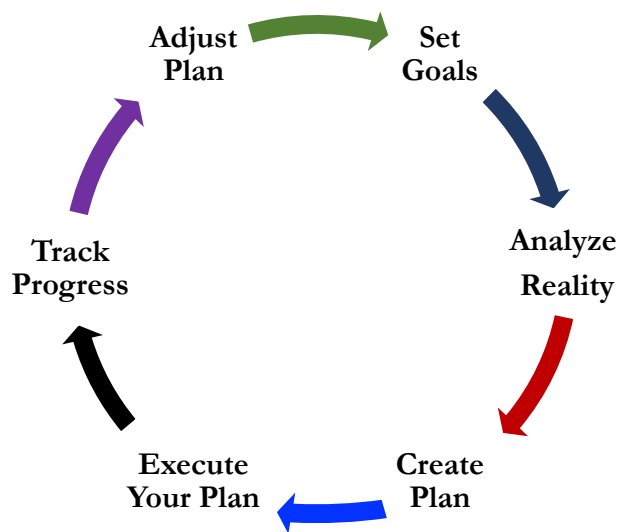 Adjust
Plan
Set
Goals
Analyze
Reality
Create
Plan
Execute
Your Plan
Track
Progress